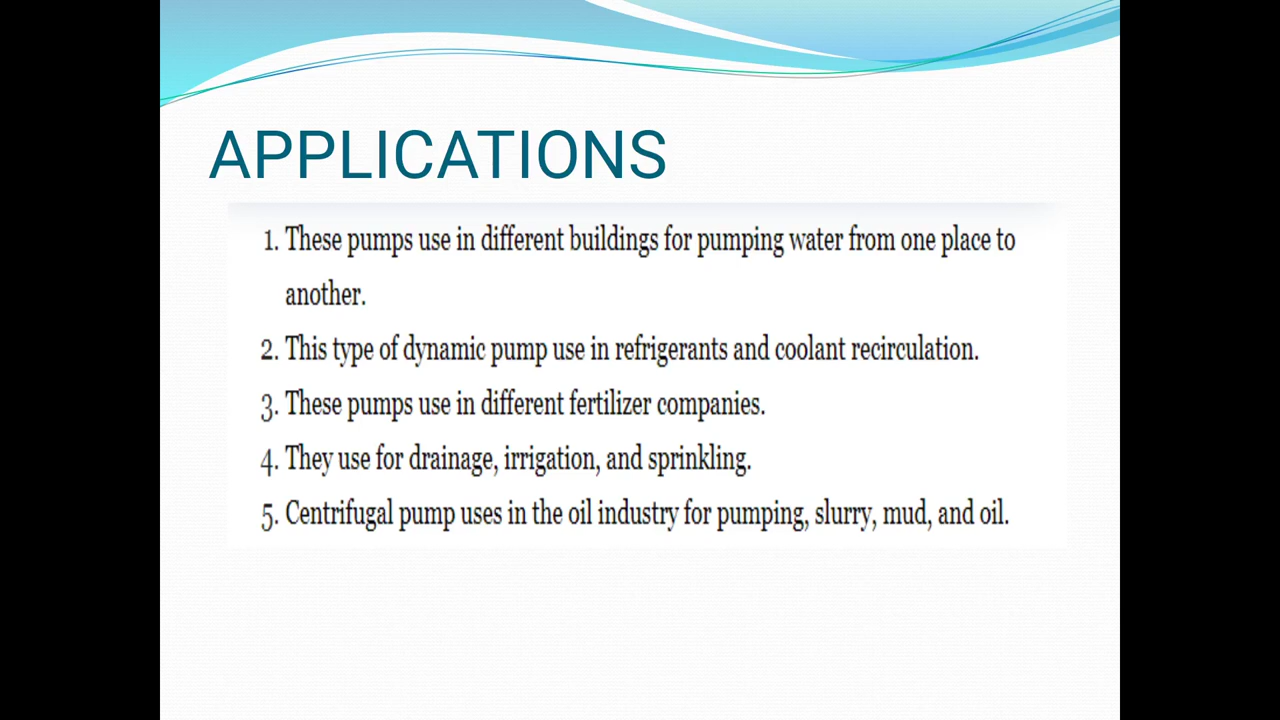 APPLICATIONS
1. These pumps use in different buildings for pumping water from one place to
another.
2. This type of dynamic pump use in refrigerants and coolant recirculation.
3. These pumps use in different fertilizer companies.
4. They use for drainage, irrigation, and sprinkling.
5. Centrifugal pump uses in the oil industry for pumping, slurry, mud, and oil.